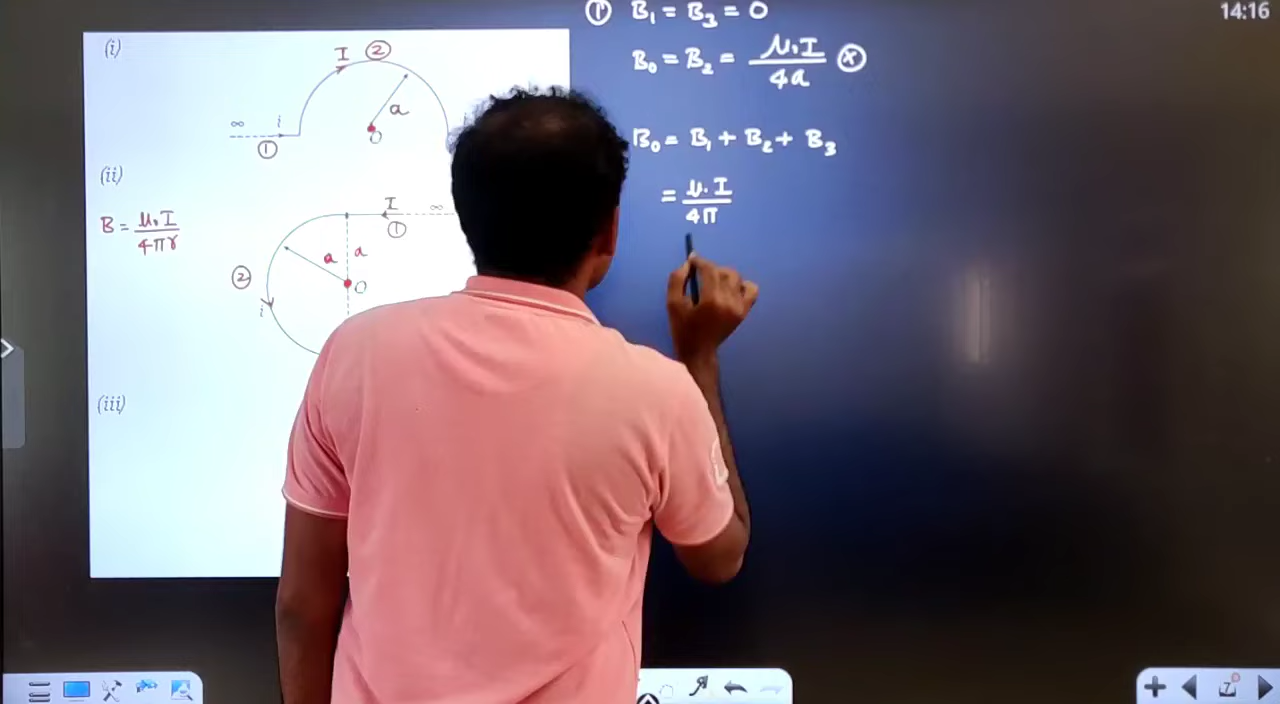 14:16
(i)
I ②
a
∞ i
①
O
(ii)
B = μ₀I / 4πr
I
∞
①
a a
②
O
i
(iii)
① B₁ = B₃ = 0
B₀ = B₂ = μ₀I / 4a ⊗
B₀ = B₁ + B₂ + B₃
= μ₀I / 4π
7